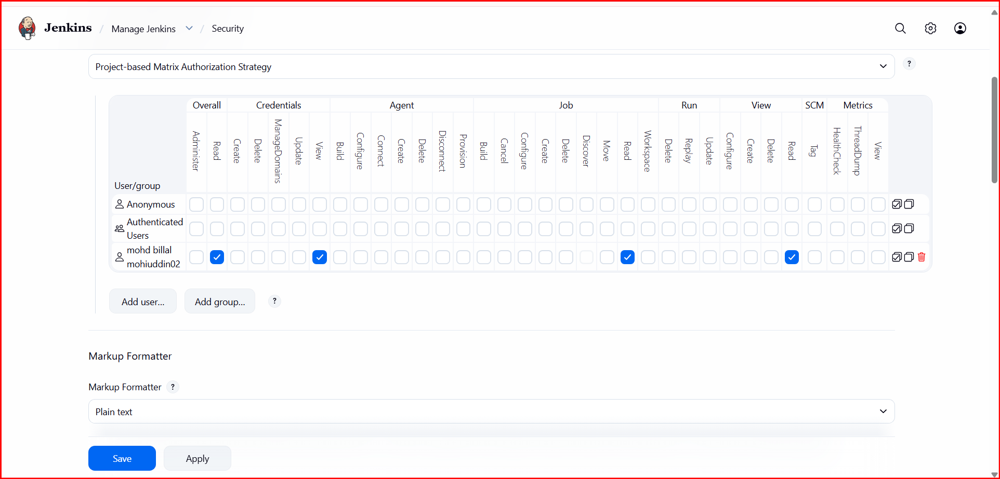 Jenkins / Manage Jenkins / Security
Project-based Matrix Authorization Strategy ?
Overall Credentials Agent Job Run View SCM Metrics
User/group Administer Read Create Delete ManageDomains Update View Build Configure Connect Create Delete Disconnect Provision Build Cancel Configure Create Delete Discover Move Read Workspace Delete Replay Update Configure Create Delete Read Tag HealthCheck ThreadDump View
Anonymous
Authenticated
Users
mohd billal
mohiuddin02
Add user... Add group... ?
Markup Formatter
Markup Formatter ?
Plain text
Save Apply